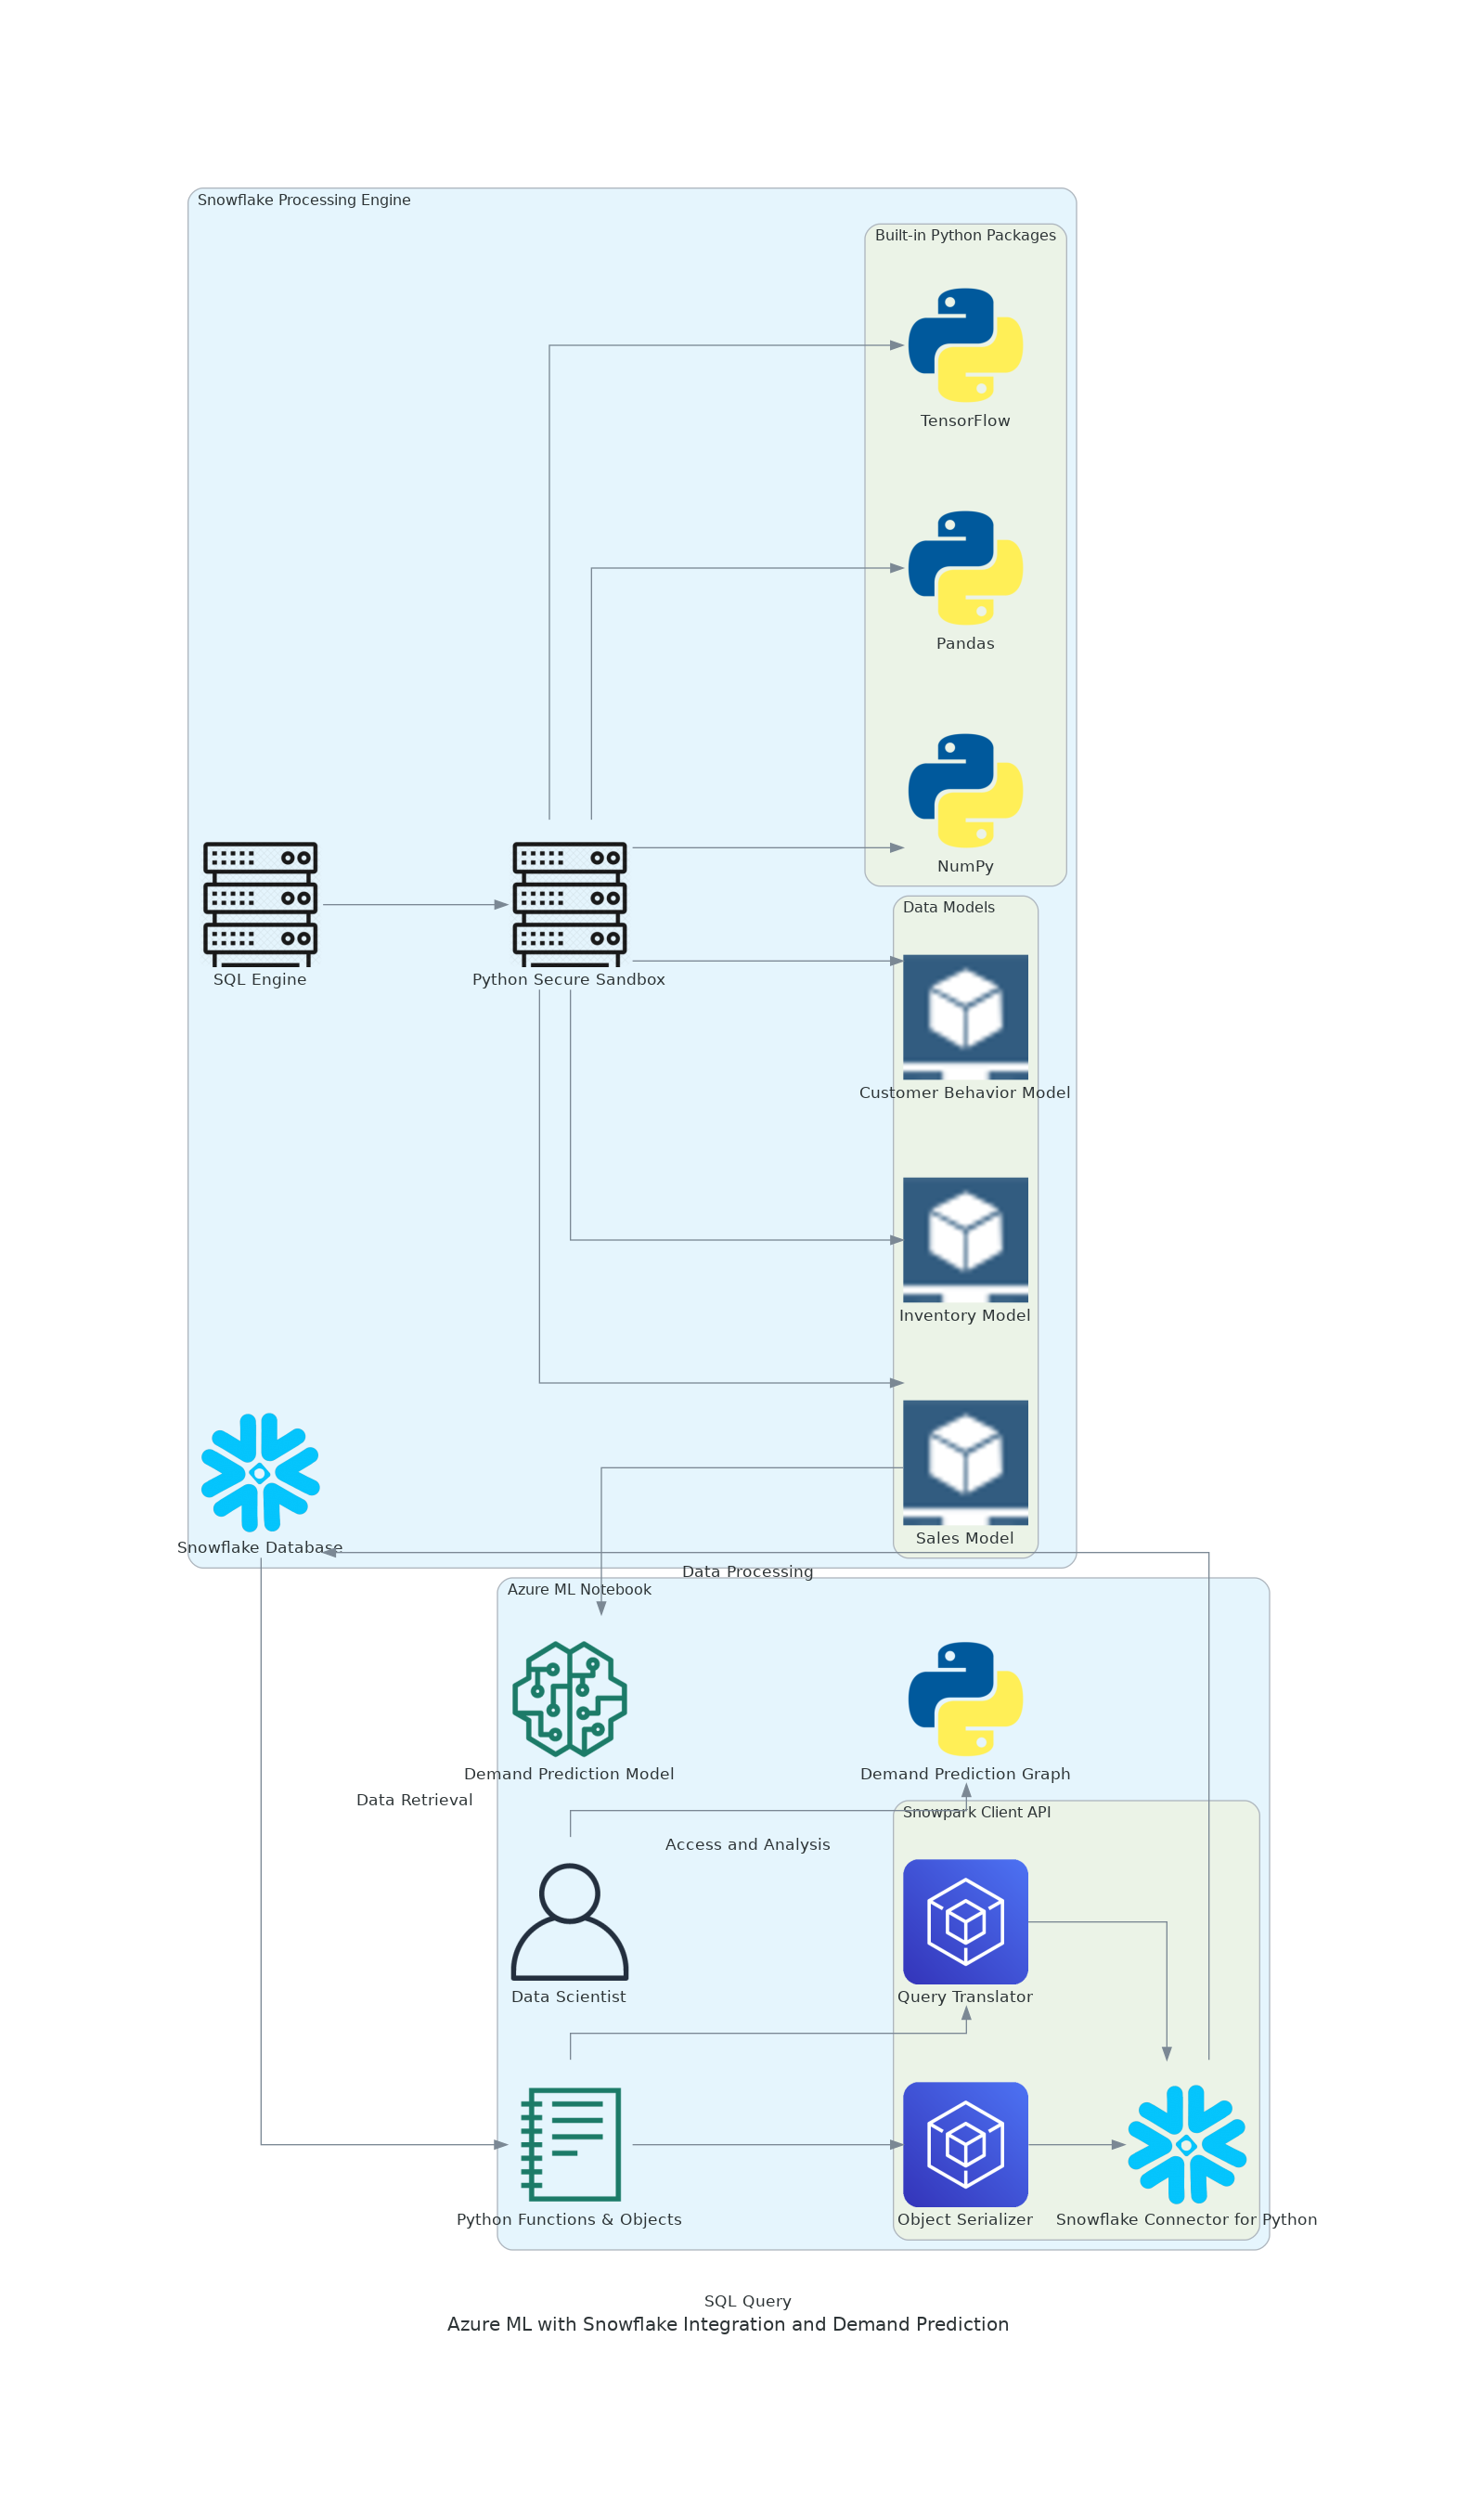 Snowflake Processing Engine
Built-in Python Packages
TensorFlow
Pandas
NumPy
Data Models
SQL Engine
Python Secure Sandbox
Customer Behavior Model
Inventory Model
Sales Model
Snowflake Database
Data Processing
Azure ML Notebook
Demand Prediction Model
Demand Prediction Graph
Data Retrieval
Snowpark Client API
Access and Analysis
Data Scientist
Query Translator
Python Functions & Objects
Object Serializer
Snowflake Connector for Python
SQL Query
Azure ML with Snowflake Integration and Demand Prediction